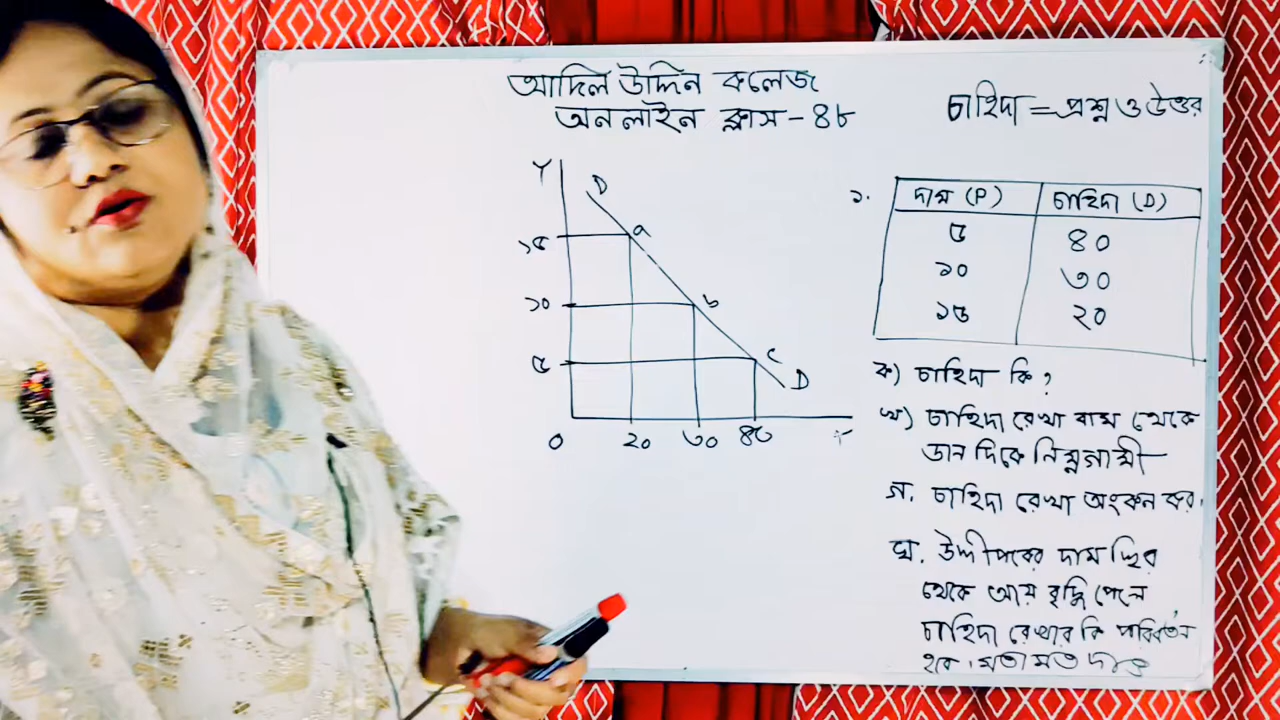 আদিল উদ্দিন কলেজ
অনলাইন ক্লাস - ৪৮
চাহিদা = প্রশ্ন ও উত্তর
Y
D
১৫ a
১০ b
৫ c
D
০ ২০ ৩০ ৪০
১.
দাম (P) চাহিদা (D)
৫ ৪০
১০ ৩০
১৫ ২০
ক) চাহিদা কি?
খ) চাহিদা রেখা বাম থেকে
ডান দিকে নিম্নগামী
গ. চাহিদা রেখা অংকন কর।
ঘ. উদ্দীপকের দাম স্থির
থেকে আয় বৃদ্ধি পেলে
চাহিদা রেখার কি পরিবর্তন
হবে। মতামত দাও